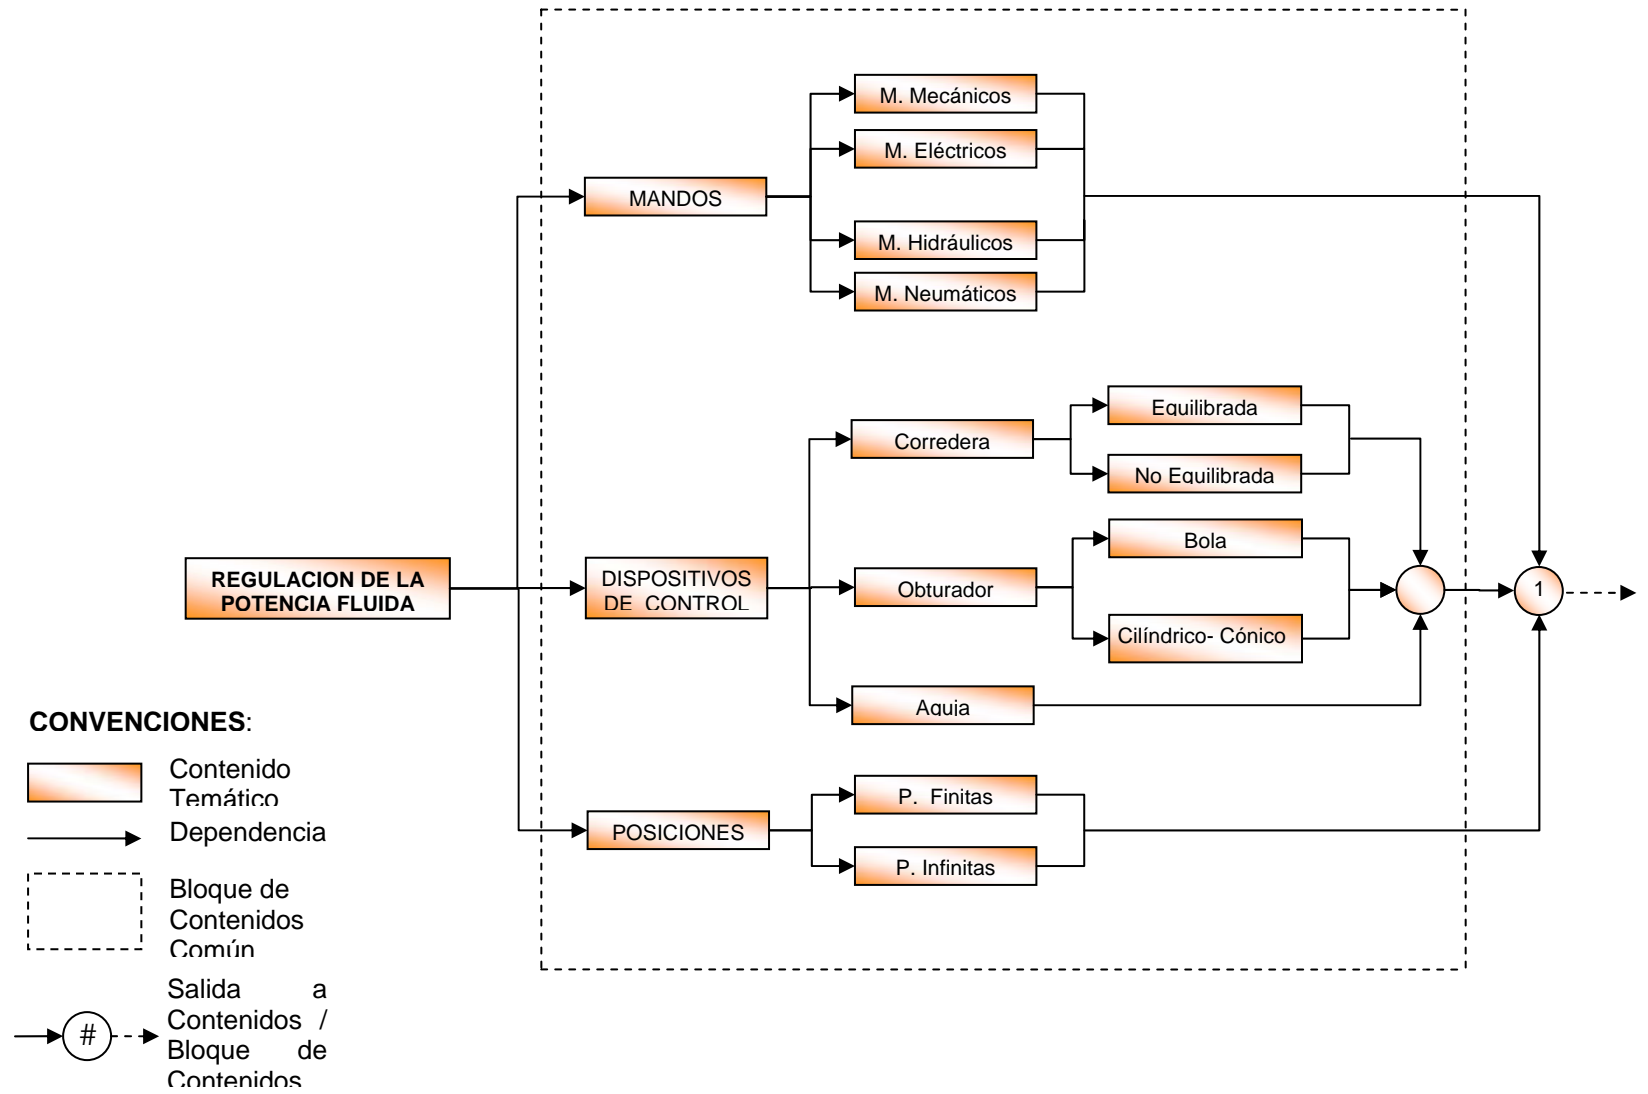 M. Mecánicos
M. Eléctricos
MANDOS
M. Hidráulicos
M. Neumáticos
Equilibrada
Corredera
No Equilibrada
Bola
REGULACION DE LA
POTENCIA FLUIDA
DISPOSITIVOS
DE CONTROL
Obturador
1
Cilíndrico- Cónico
Aguja
P. Finitas
POSICIONES
P. Infinitas
CONVENCIONES:
Contenido
Temático
Dependencia
Bloque de
Contenidos
Común
#
Salida a
Contenidos /
Bloque de
Contenidos